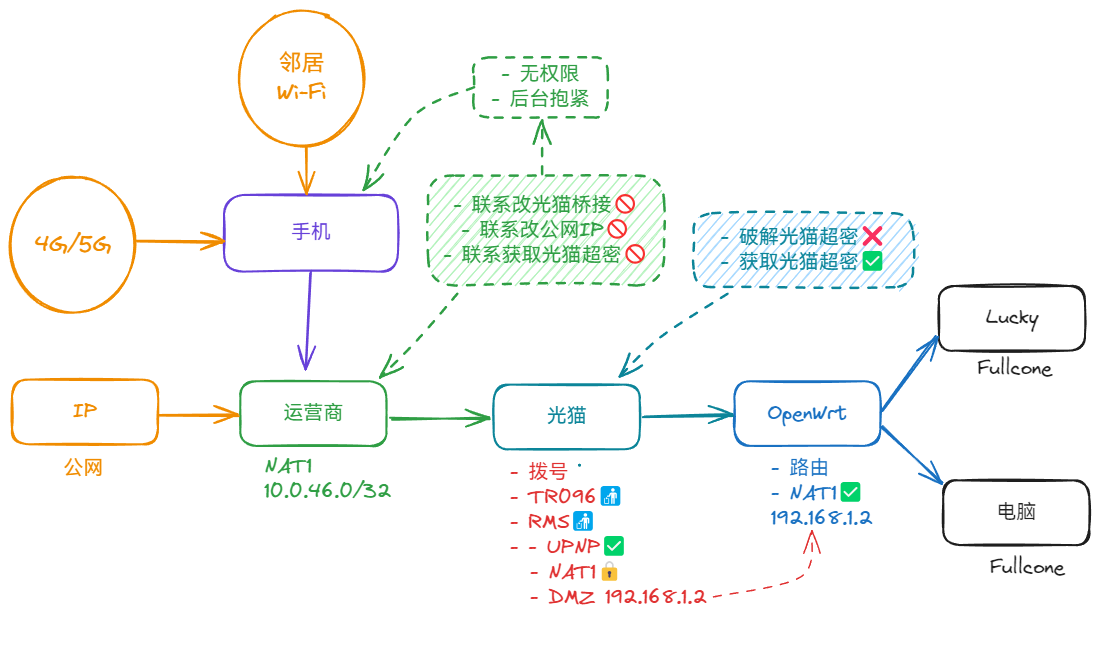 邻居
Wi-Fi
- 无权限
- 后台抱紧
4G/5G
手机
- 联系改光猫桥接🚫
- 联系改公网IP🚫
- 联系获取光猫超密🚫
- 破解光猫超密❌
- 获取光猫超密✅
Lucky
Fullcone
IP
公网
运营商
NAT1
10.0.46.0/32
光猫
- 拨号
- TR096🚮
- RMS🚮
- - UPNP✅
- NAT1🔒
- DMZ 192.168.1.2
OpenWrt
- 路由
- NAT1✅
192.168.1.2
电脑
Fullcone